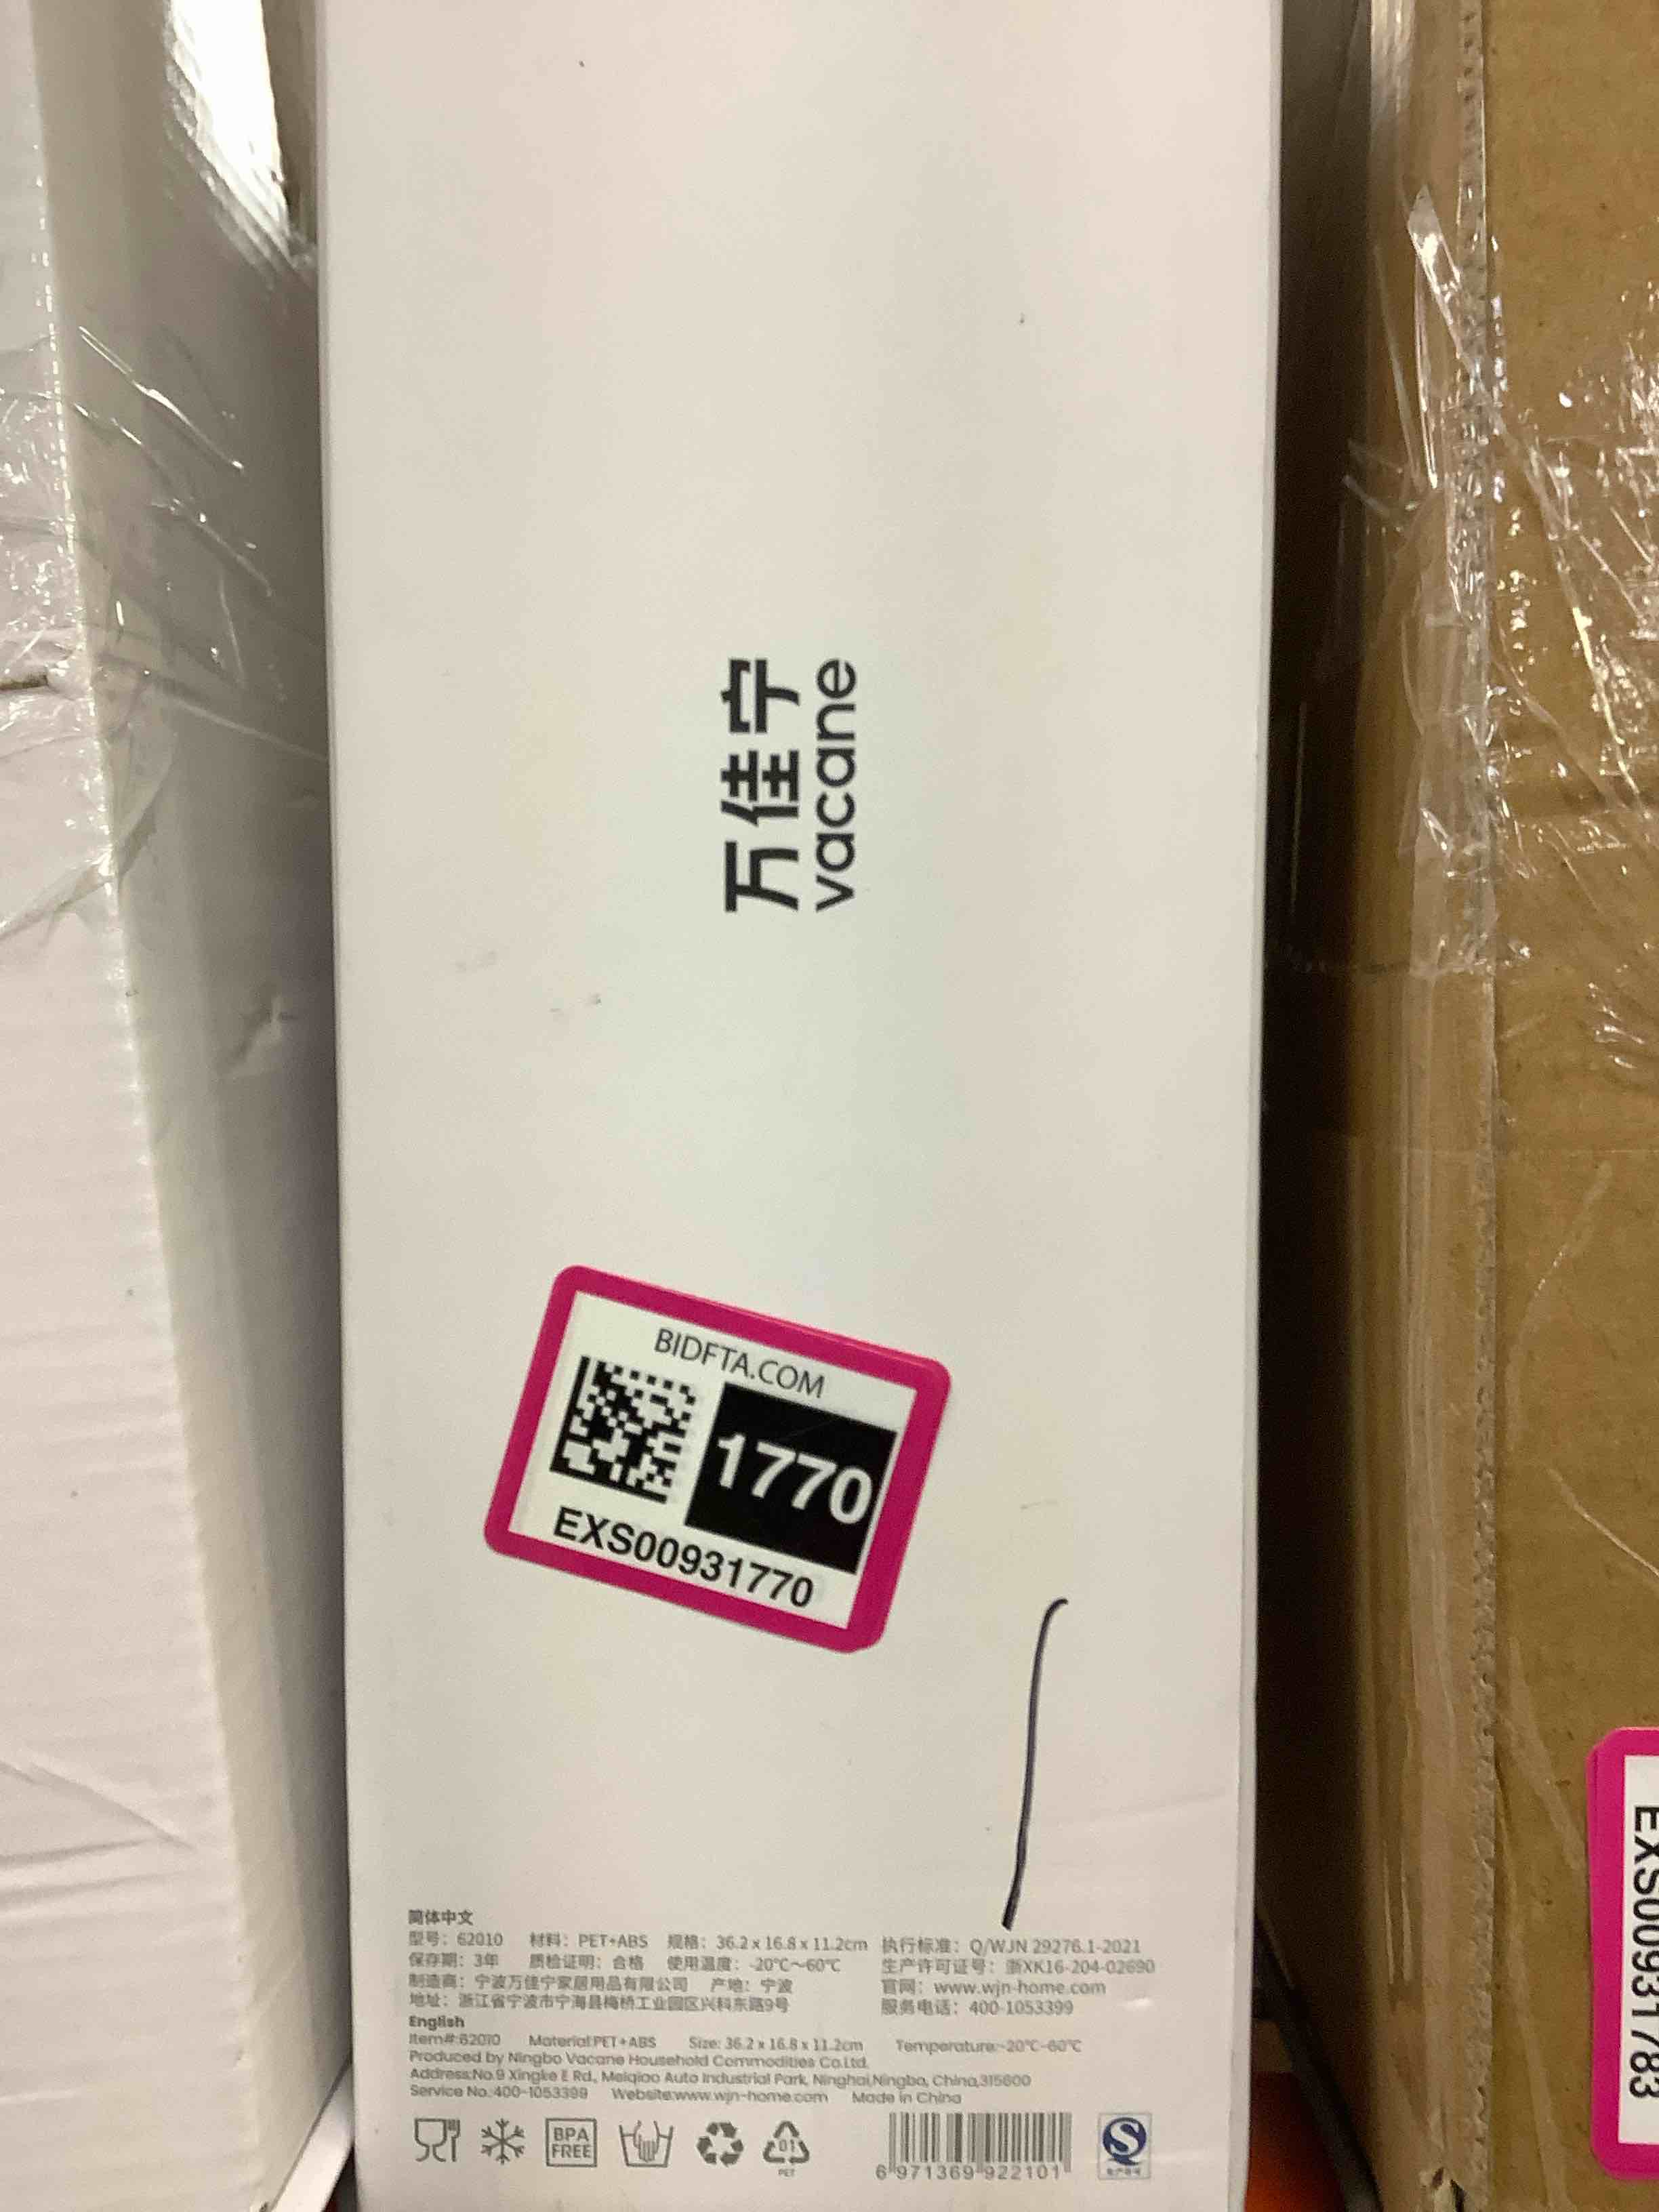 万佳宁
vacane
BIDFTA.COM
1770
EXS00931770
简体中文
型号：62010 材料：PET+ABS 规格：36.2 x 16.8 x 11.2cm 执行标准：Q/WJN 29276.1-2021
保存期：3年 质检证明：合格 使用温度：-20℃～60℃ 生产许可证号：浙XK16-204-02690
制造商：宁波万佳宁家居用品有限公司 产地：宁波 官网：www.wjn-home.com
地址：浙江省宁波市宁海县梅桥工业园区兴科东路9号 服务电话：400-1053399
English
Item#:62010 Material:PET+ABS Size: 36.2 x 16.8 x 11.2cm Temperature:-20℃-60℃
Produced by Ningbo Vacane Household Commodities Co.Ltd.
Address:No.9 Xingke E Rd., Meiqiao Auto Industrial Park, Ninghai,Ningbo, China,315600
Service No.:400-1053399 Website:www.wjn-home.com Made in China
BPA
FREE
01
PET
6 971369 922101
EXS00931783